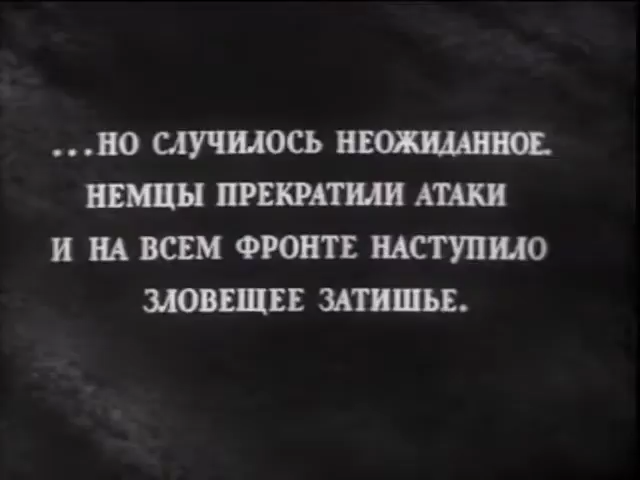 ...НО СЛУЧИЛОСЬ НЕОЖИДАННОЕ.
НЕМЦЫ ПРЕКРАТИЛИ АТАКИ
И НА ВСЕМ ФРОНТЕ НАСТУПИЛО
ЗЛОВЕЩЕЕ ЗАТИШЬЕ.